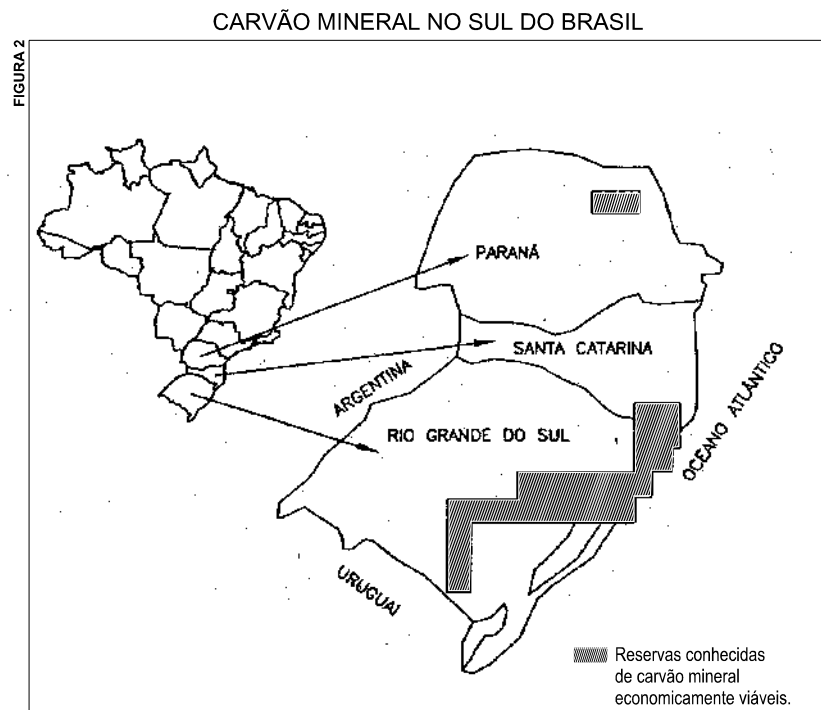 CARVÃO MINERAL NO SUL DO BRASIL
FIGURA 2
PARANÁ
SANTA CATARINA
ARGENTINA
OCEANO ATLÂNTICO
RIO GRANDE DO SUL
URUGUAI
Reservas conhecidas
de carvão mineral
economicamente viáveis.